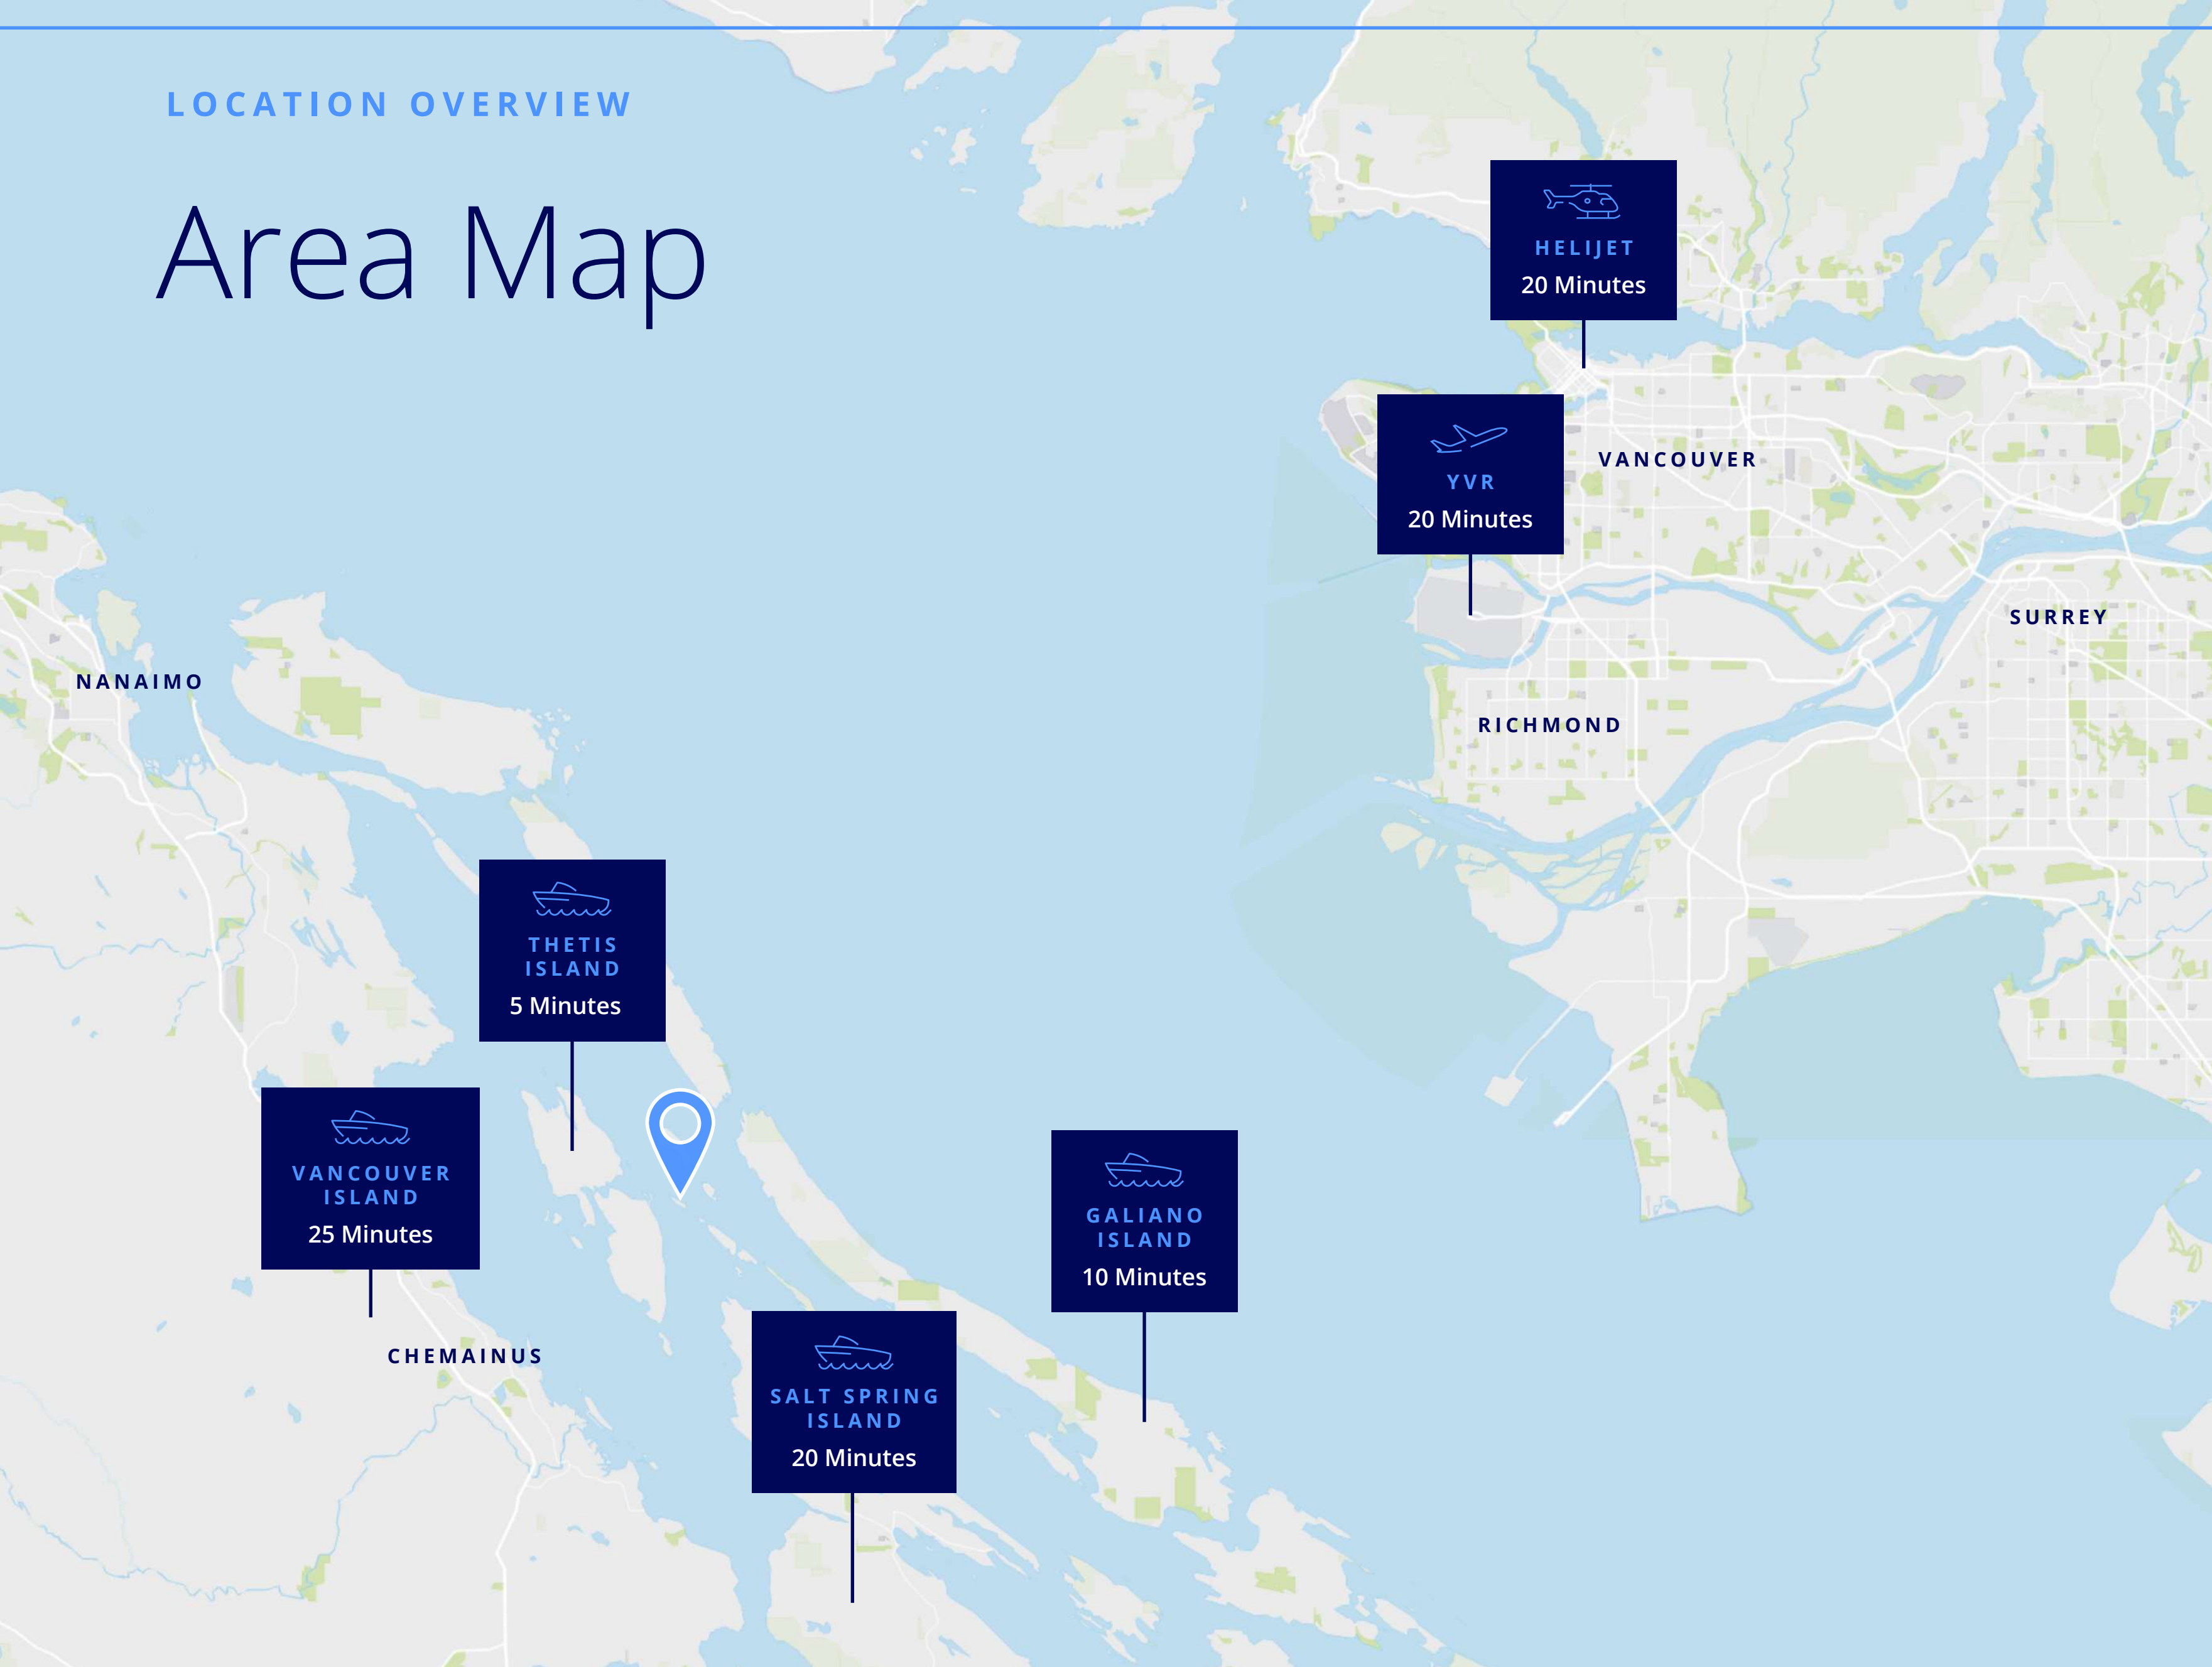 LOCATION OVERVIEW
Area Map
HELIJET
20 Minutes
YVR
20 Minutes
VANCOUVER
SURREY
NANAIMO
RICHMOND
THETIS
ISLAND
5 Minutes
VANCOUVER
ISLAND
25 Minutes
GALIANO
ISLAND
10 Minutes
CHEMAINUS
SALT SPRING
ISLAND
20 Minutes